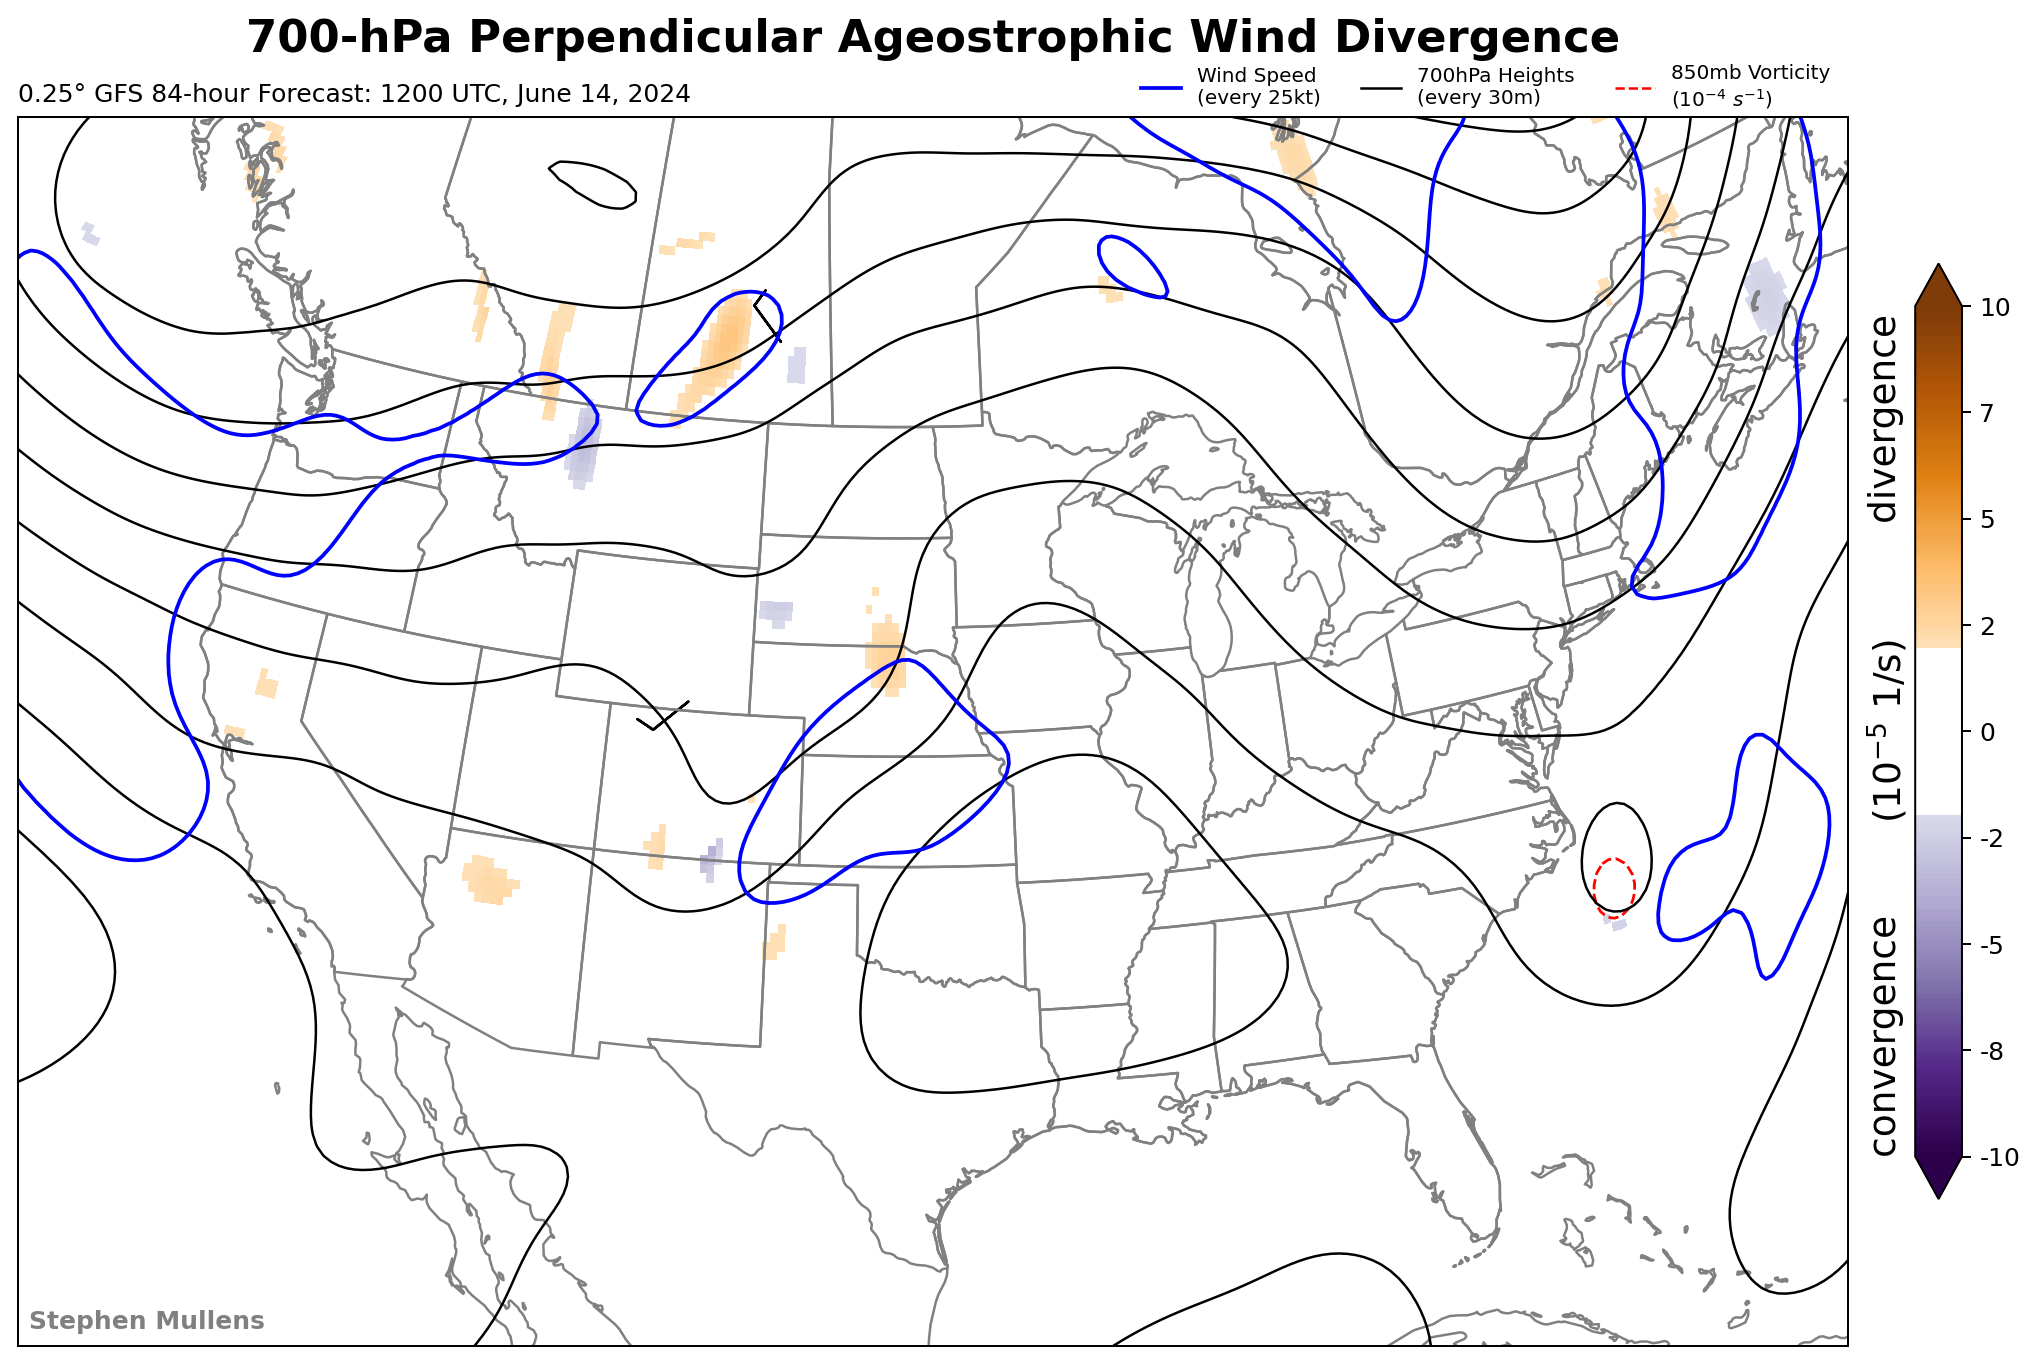 700-hPa Perpendicular Ageostrophic Wind Divergence
0.25° GFS 84-hour Forecast: 1200 UTC, June 14, 2024
Wind Speed
(every 25kt)
700hPa Heights
(every 30m)
850mb Vorticity
(10⁻⁴ s⁻¹)
10
7
5
2
0
-2
-5
-8
-10
convergence (10⁻⁵ 1/s) divergence
Stephen Mullens